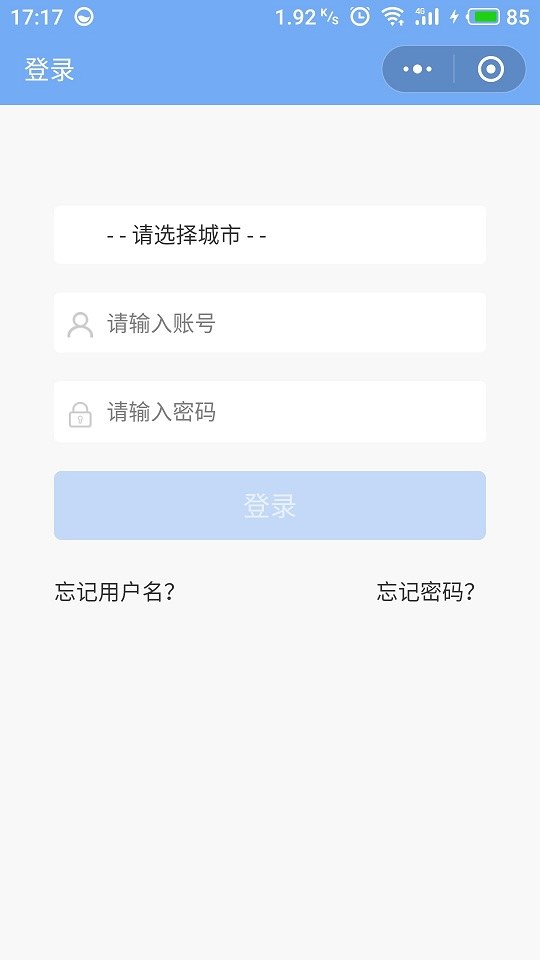 17:17 1.92 K/s 4G 85
登录
- - 请选择城市 - -
请输入账号
请输入密码
登录
忘记用户名? 忘记密码?